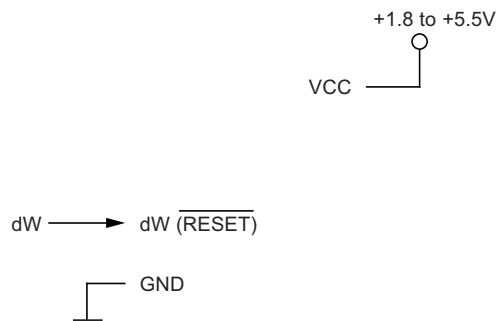 +1.8 to +5.5V
VCC
dW
dW (RESET)
GND